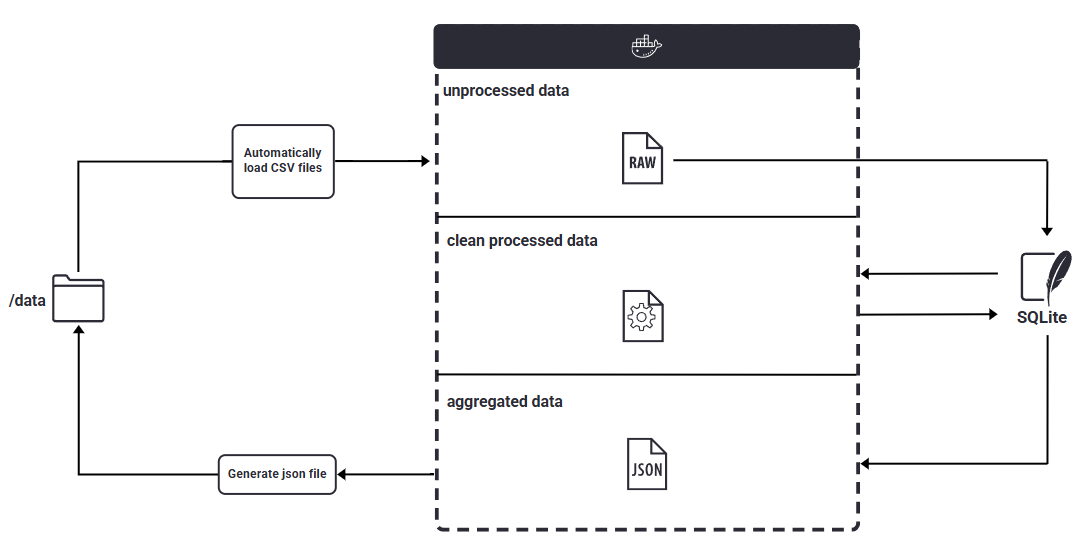 unprocessed data
Automatically
load CSV files
RAW
clean processed data
/data
SQLite
aggregated data
JSON
Generate json file